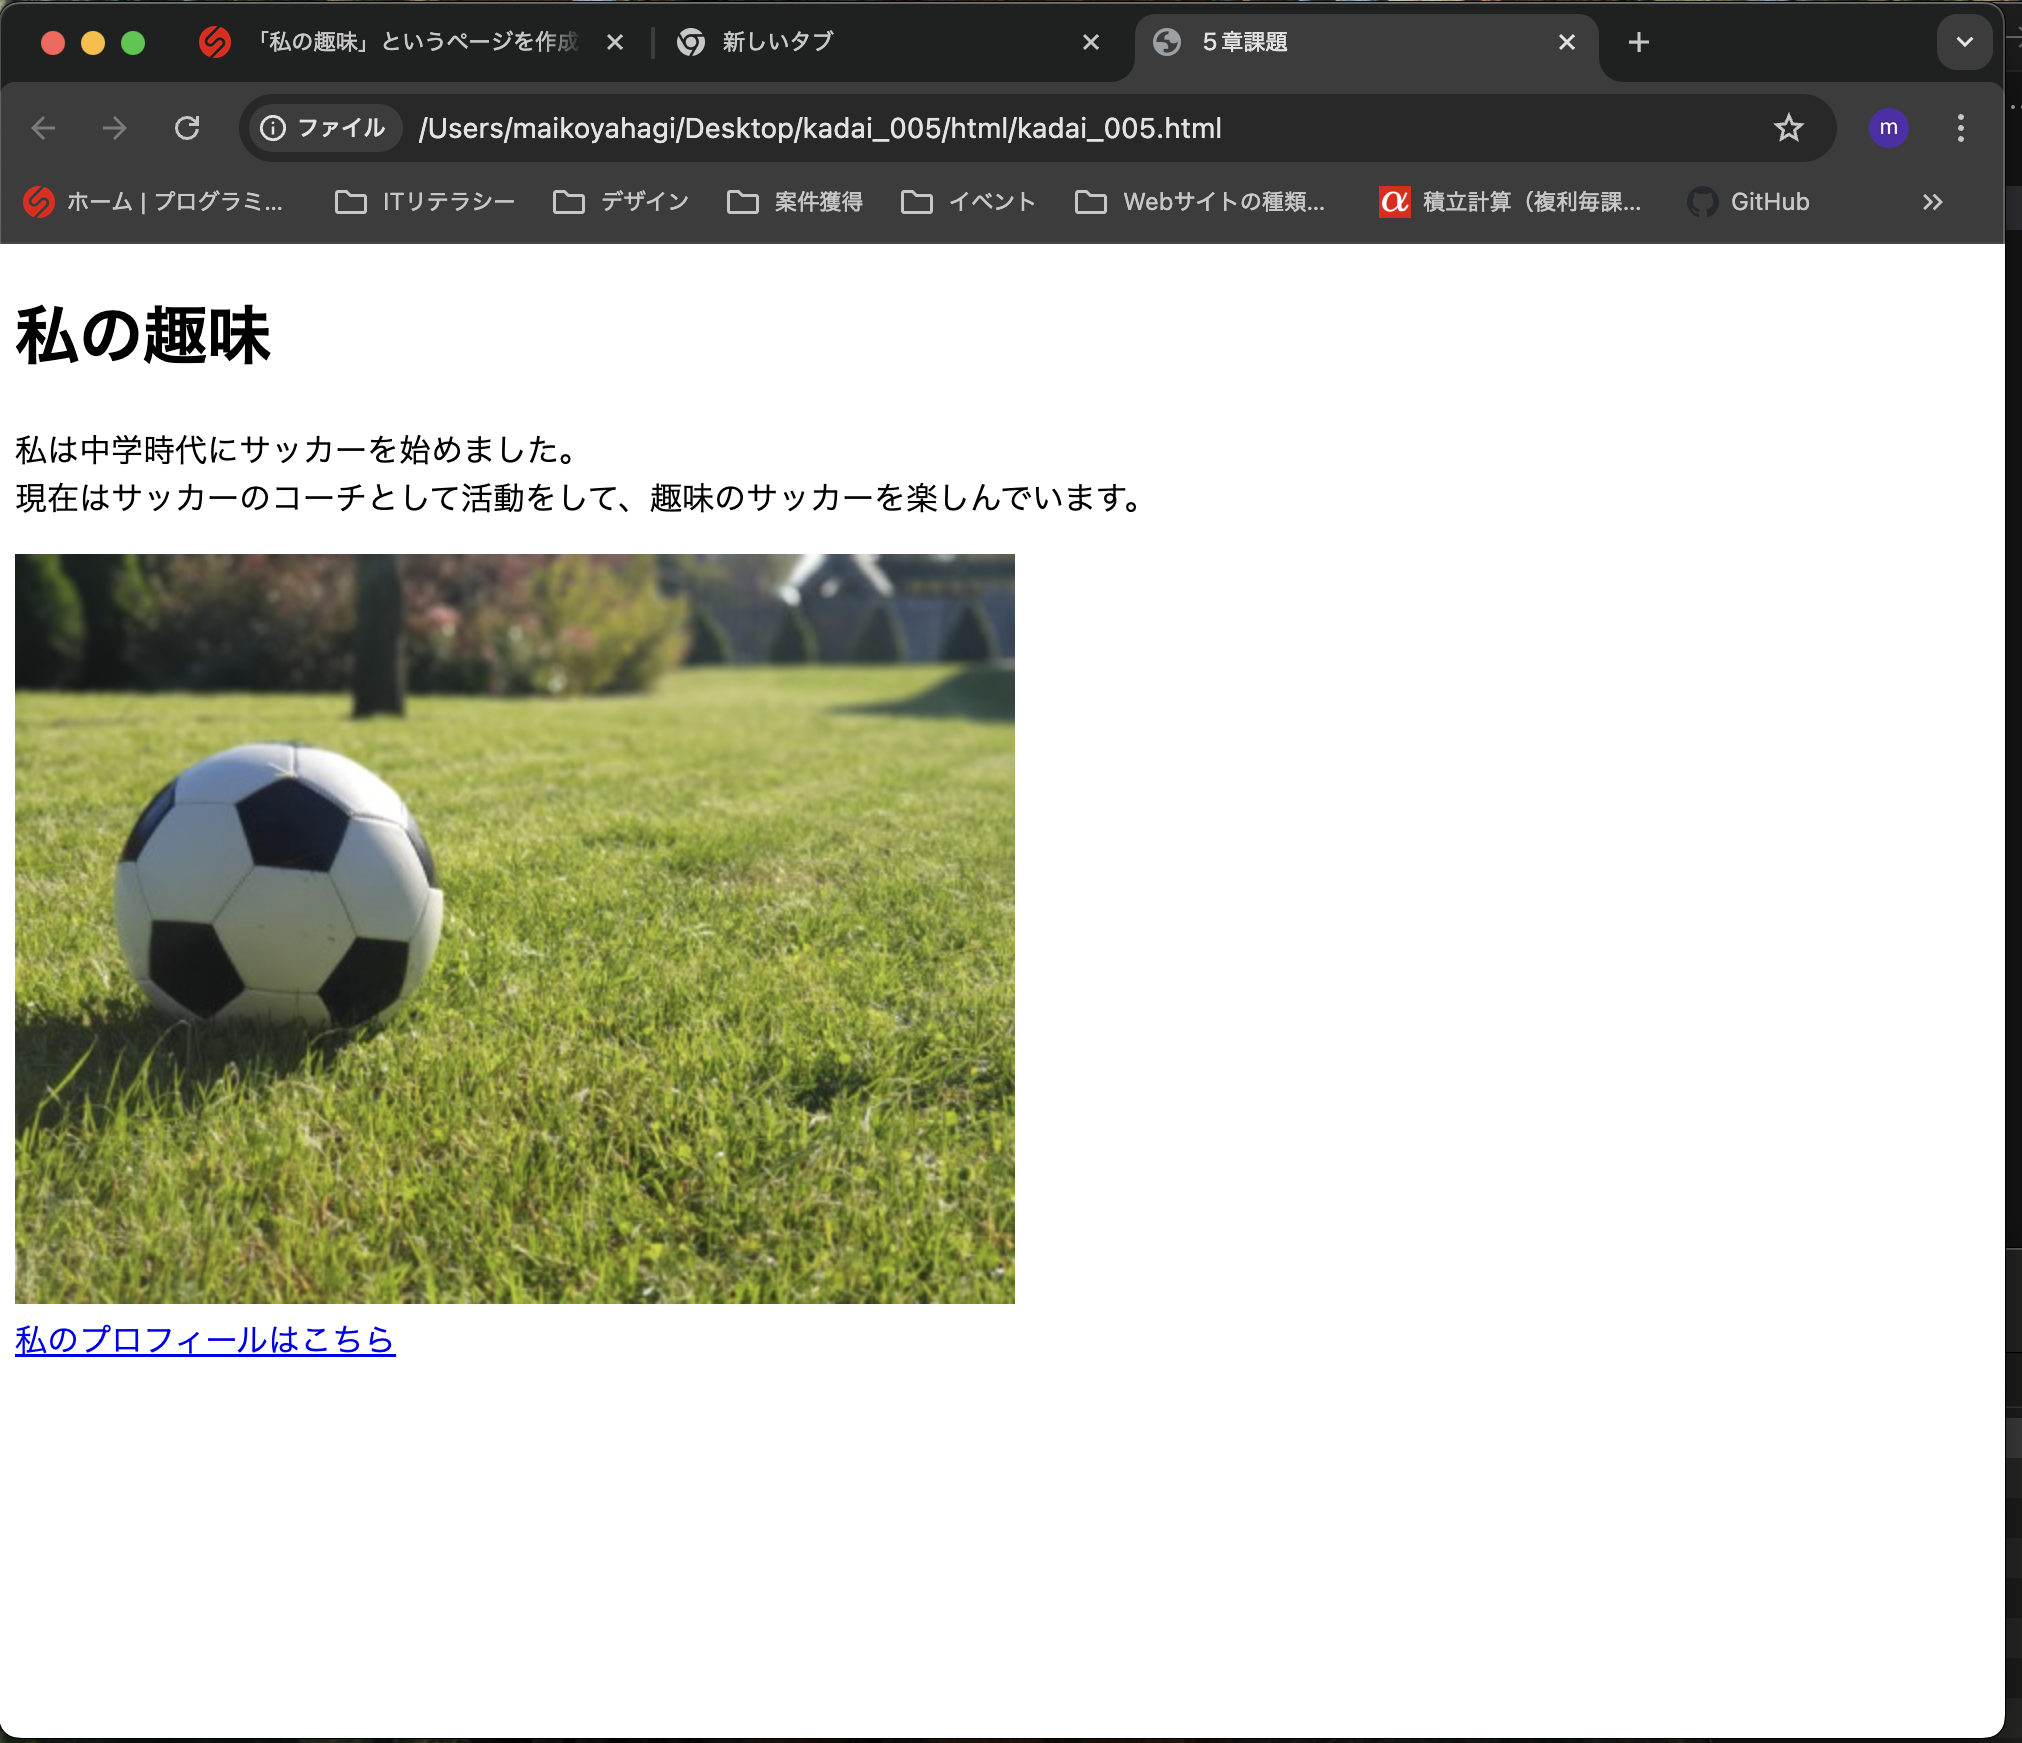 「私の趣味」というページを作成
新しいタブ
５章課題
ファイル
/Users/maikoyahagi/Desktop/kadai_005/html/kadai_005.html
m
ホーム | プログラミ...
ITリテラシー
デザイン
案件獲得
イベント
Webサイトの種類...
α
積立計算（複利毎課...
GitHub
私の趣味
私は中学時代にサッカーを始めました。
現在はサッカーのコーチとして活動をして、趣味のサッカーを楽しんでいます。
私のプロフィールはこちら